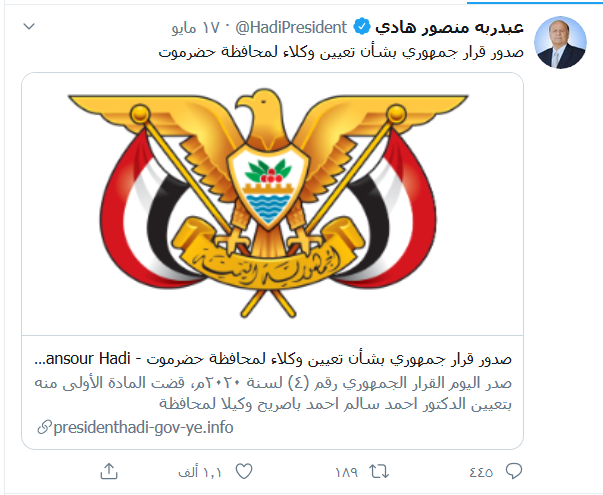 عبدربه منصور هادي @HadiPresident · ١٧ مايو
صدور قرار جمهوري بشأن تعيين وكلاء لمحافظة حضرموت
الجمهورية اليمنية
صدور قرار جمهوري بشأن تعيين وكلاء لمحافظة حضرموت - ansour Hadi...
صدر اليوم القرار الجمهوري رقم (٤) لسنة ٢٠٢٠م، قضت المادة الأولى منه
بتعيين الدكتور احمد سالم احمد باصريح وكيلا لمحافظة
presidenthadi-gov-ye.info
٤٤٥ ١٨٩ ١,١ ألف